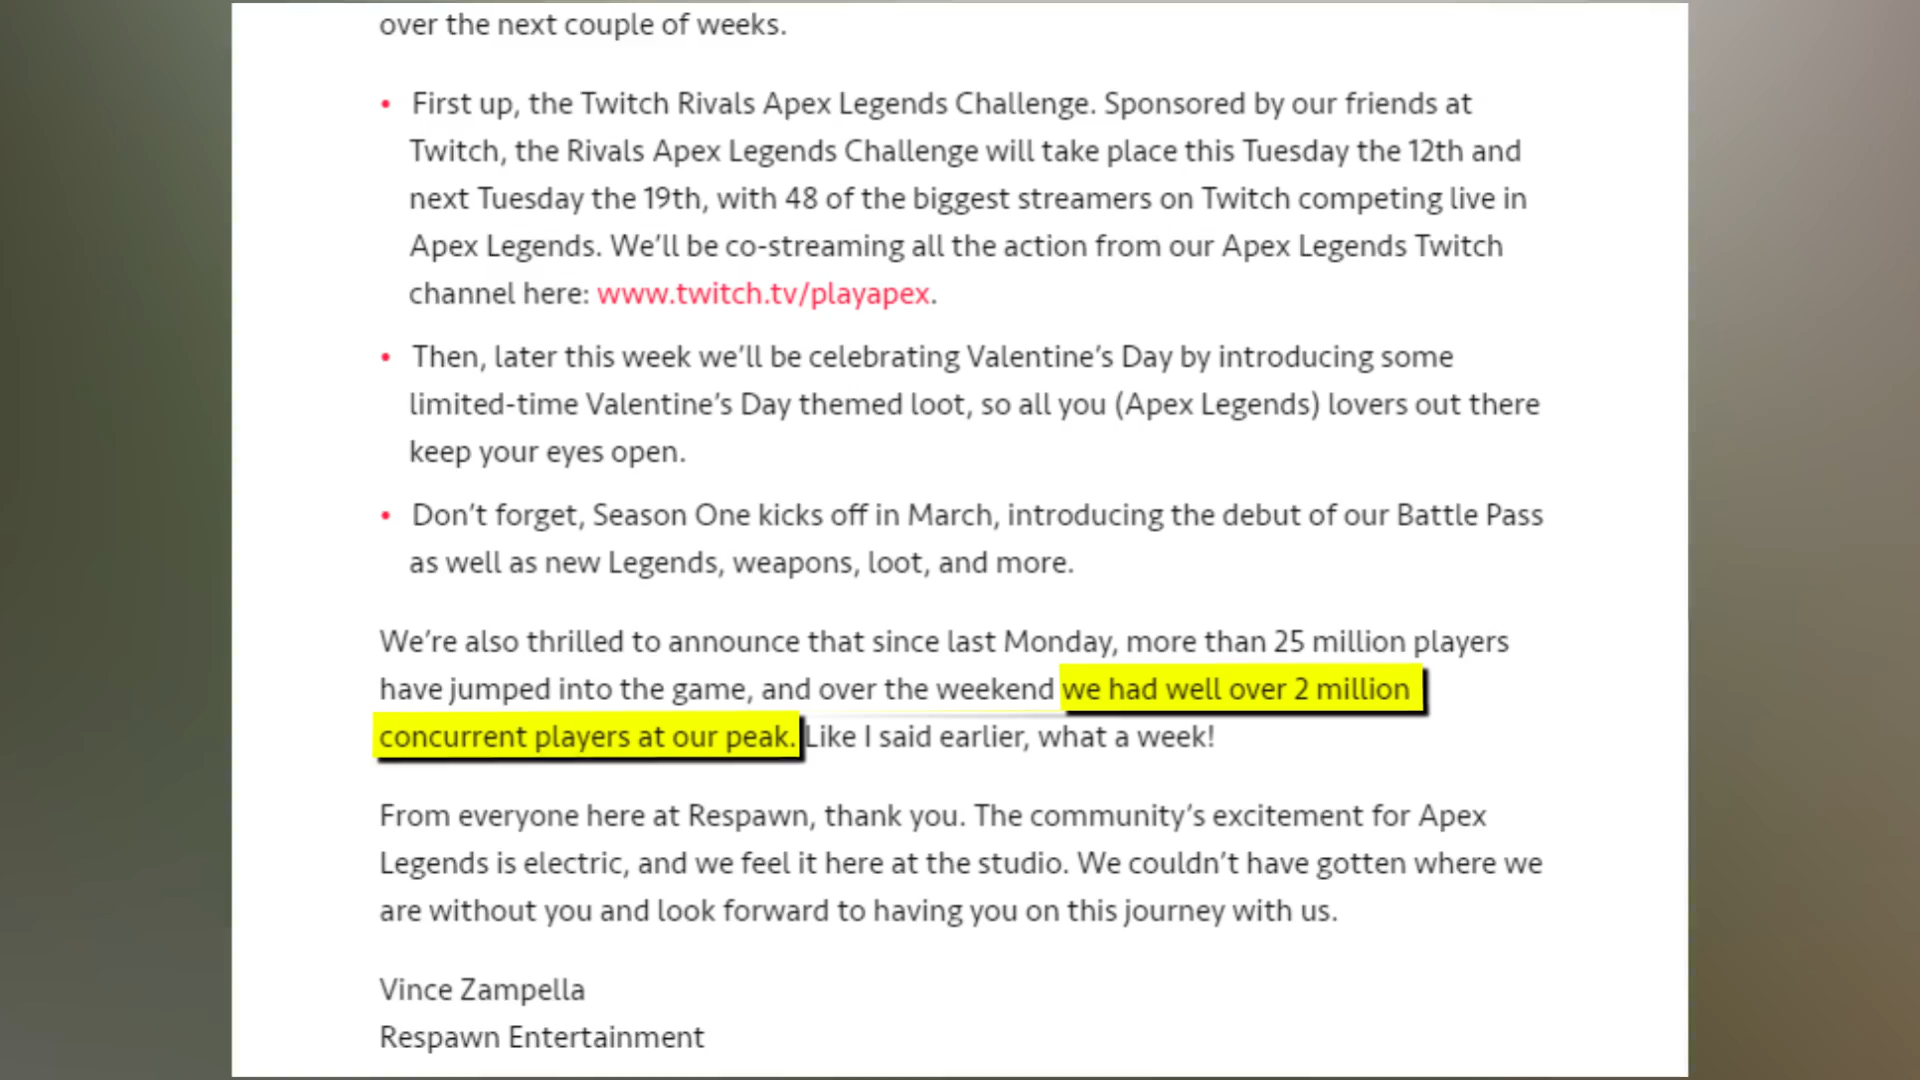 over the next couple of weeks.
• First up, the Twitch Rivals Apex Legends Challenge. Sponsored by our friends at
Twitch, the Rivals Apex Legends Challenge will take place this Tuesday the 12th and
next Tuesday the 19th, with 48 of the biggest streamers on Twitch competing live in
Apex Legends. We’ll be co-streaming all the action from our Apex Legends Twitch
channel here: www.twitch.tv/playapex.
• Then, later this week we’ll be celebrating Valentine’s Day by introducing some
limited-time Valentine’s Day themed loot, so all you (Apex Legends) lovers out there
keep your eyes open.
• Don’t forget, Season One kicks off in March, introducing the debut of our Battle Pass
as well as new Legends, weapons, loot, and more.
We’re also thrilled to announce that since last Monday, more than 25 million players
have jumped into the game, and over the weekend we had well over 2 million
concurrent players at our peak. Like I said earlier, what a week!
From everyone here at Respawn, thank you. The community’s excitement for Apex
Legends is electric, and we feel it here at the studio. We couldn’t have gotten where we
are without you and look forward to having you on this journey with us.
Vince Zampella
Respawn Entertainment